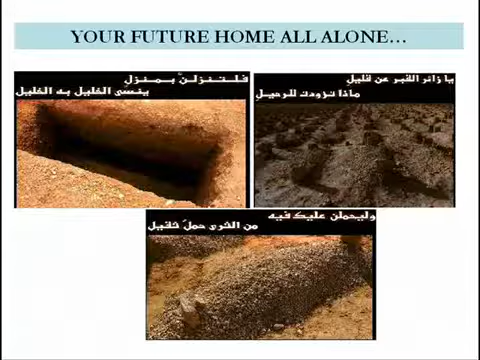 YOUR FUTURE HOME ALL ALONE…
فلتنزلن بمنزل
ينسى الخليل به الخليل
يا زائر القبر عن قليل
ماذا تزودت للرحيل
وليحملن عليك فيه
من الثرى حمل ثقيل